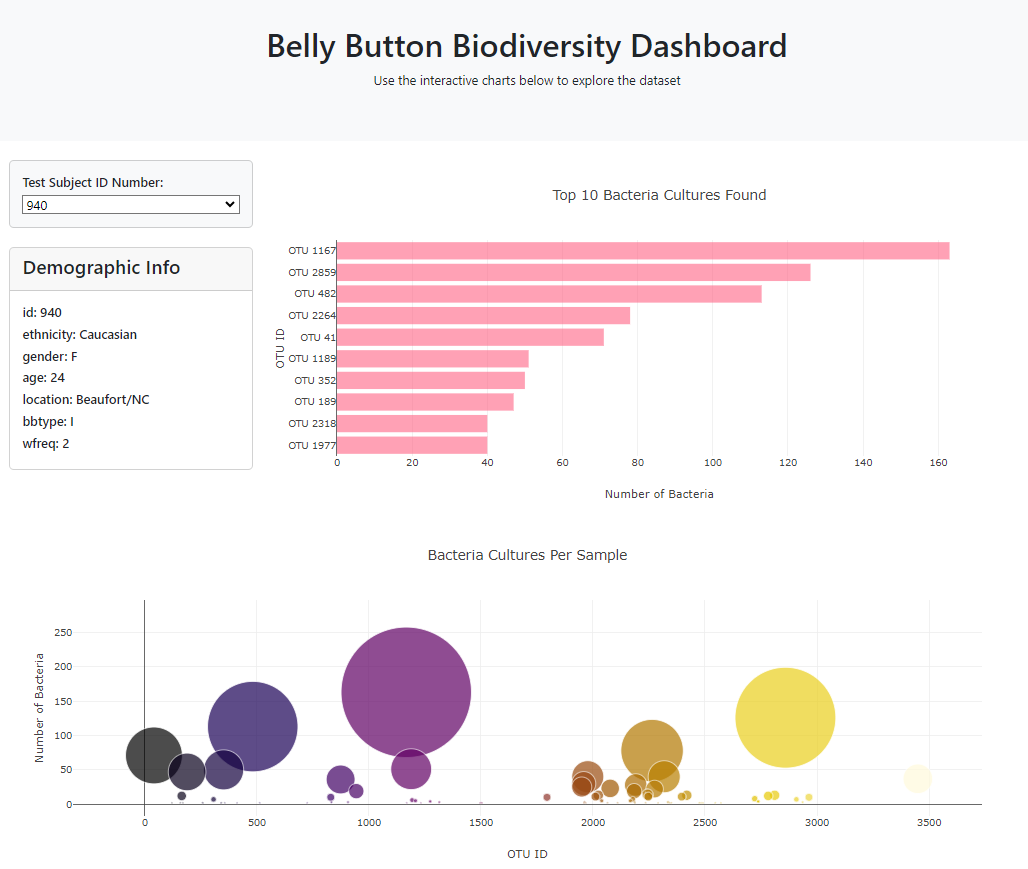 Belly Button Biodiversity Dashboard
Use the interactive charts below to explore the dataset
Test Subject ID Number:
940
Demographic Info
id: 940
ethnicity: Caucasian
gender: F
age: 24
location: Beaufort/NC
bbtype: I
wfreq: 2
Top 10 Bacteria Cultures Found
OTU ID
OTU 1167
OTU 2859
OTU 482
OTU 2264
OTU 41
OTU 1189
OTU 352
OTU 189
OTU 2318
OTU 1977
0 20 40 60 80 100 120 140 160
Number of Bacteria
Bacteria Cultures Per Sample
Number of Bacteria
250
200
150
100
50
0
0 500 1000 1500 2000 2500 3000 3500
OTU ID